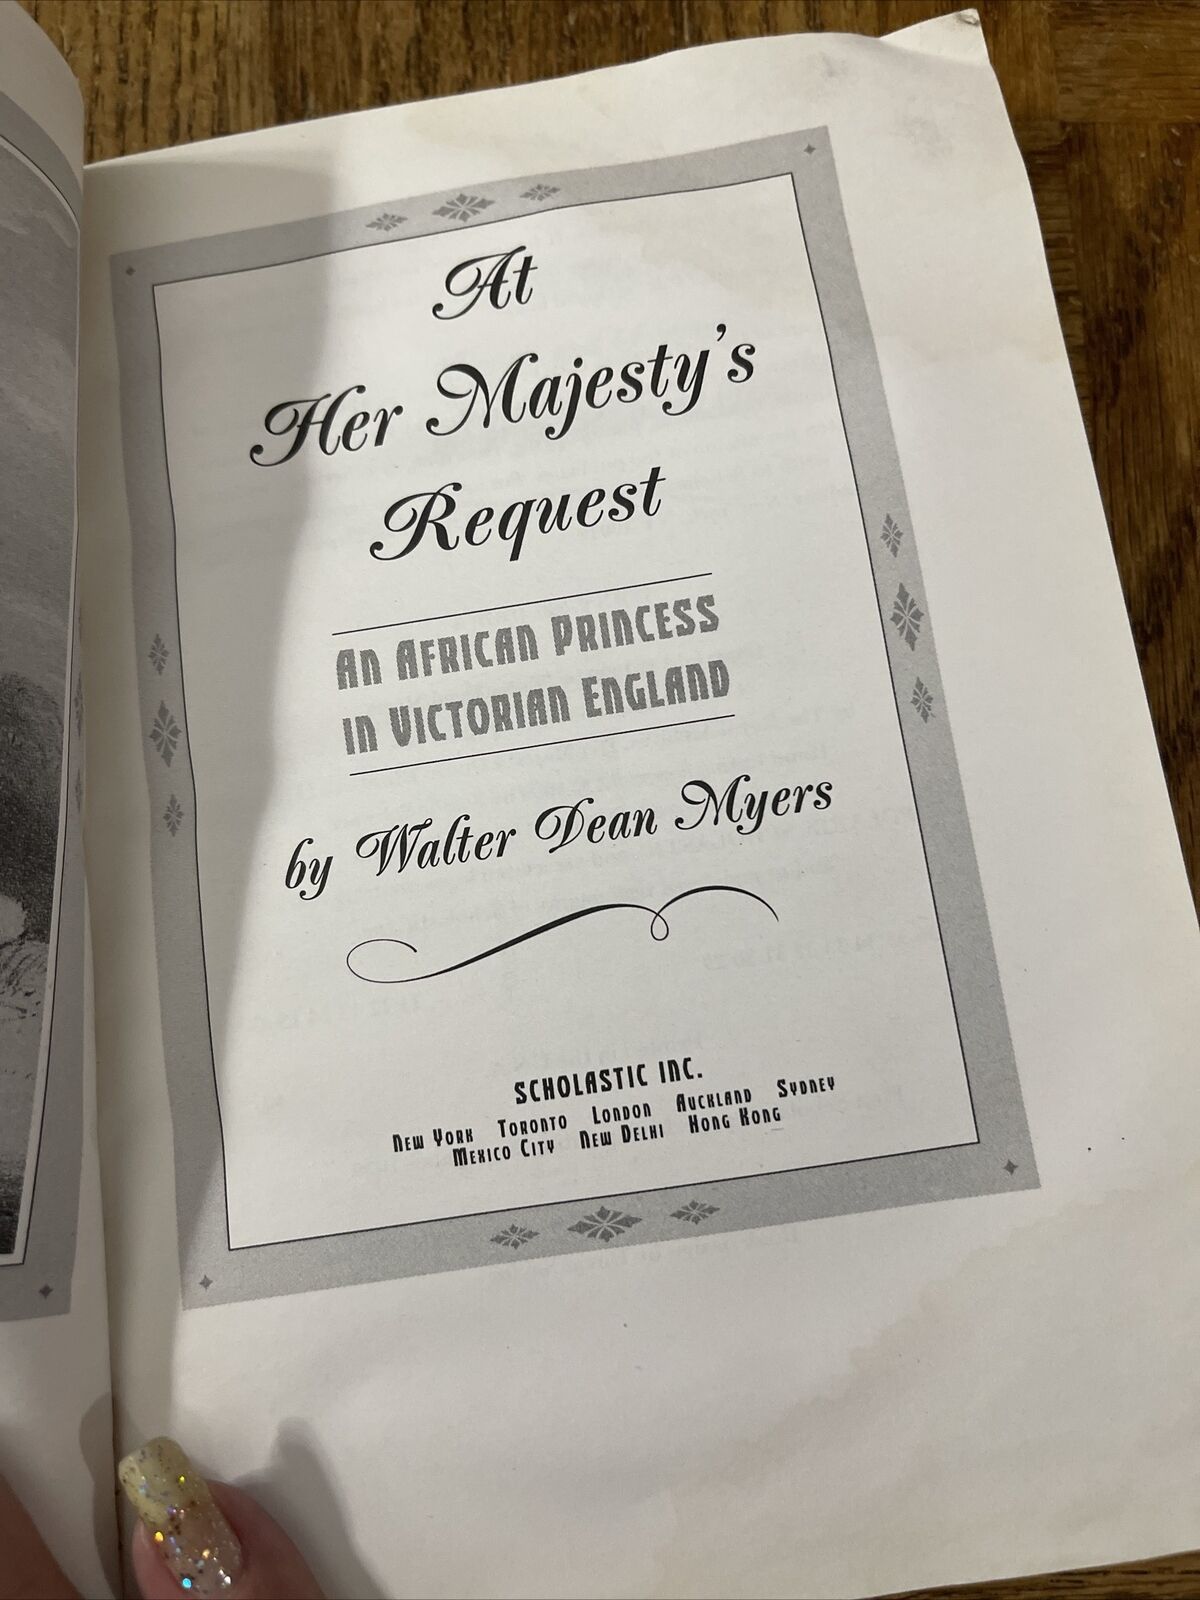 At
Her Majesty's
Request
An African Princess
in Victorian England
by Walter Dean Myers
SCHOLASTIC INC.
New York Toronto London Auckland Sydney
Mexico City New Delhi Hong Kong